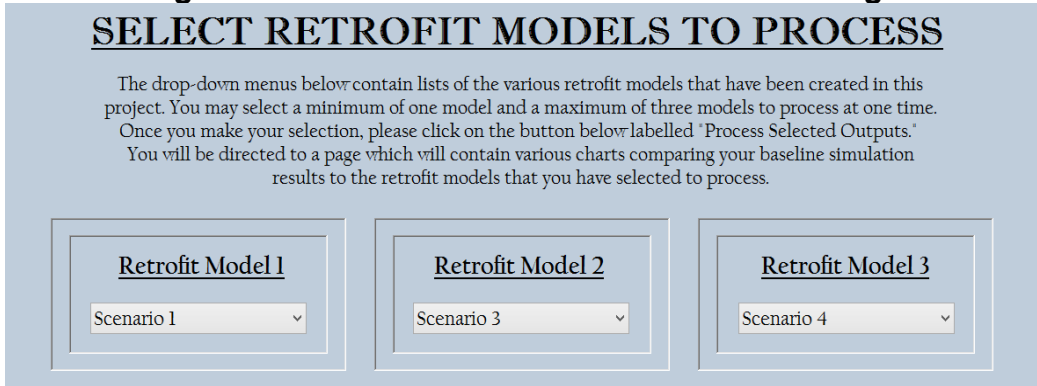 SELECT RETROFIT MODELS TO PROCESS
The drop-down menus below contain lists of the various retrofit models that have been created in this
project. You may select a minimum of one model and a maximum of three models to process at one time.
Once you make your selection, please click on the button below labelled "Process Selected Outputs."
You will be directed to a page which will contain various charts comparing your baseline simulation
results to the retrofit models that you have selected to process.
Retrofit Model 1
Retrofit Model 2
Retrofit Model 3
Scenario 1
Scenario 3
Scenario 4